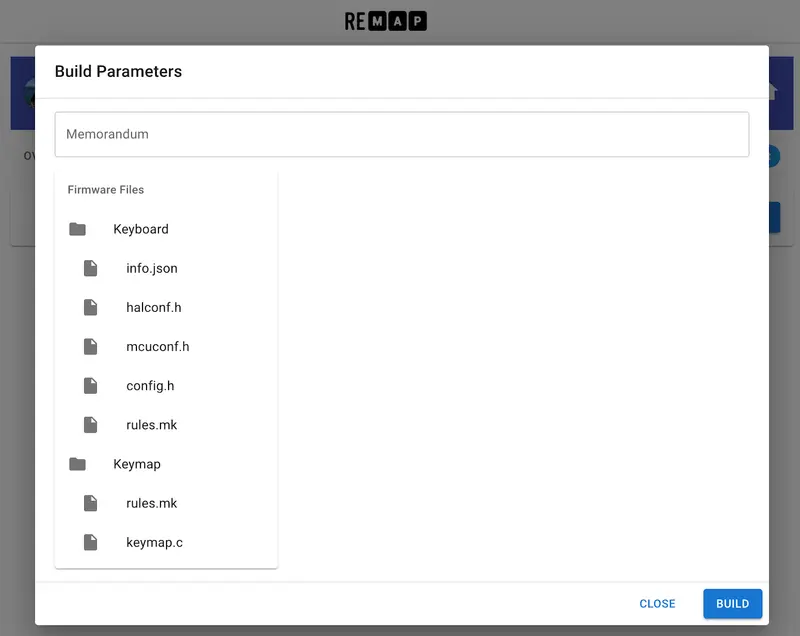 REMAP
Build Parameters
Memorandum
Firmware Files
Keyboard
info.json
halconf.h
mcuconf.h
config.h
rules.mk
Keymap
rules.mk
keymap.c
CLOSE
BUILD